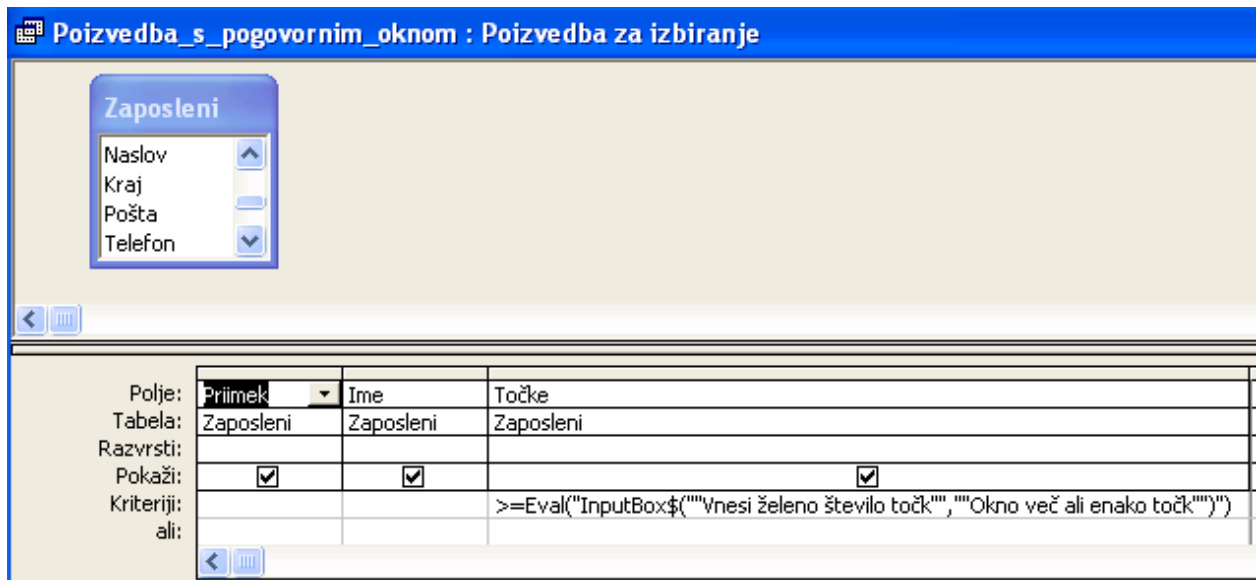 Poizvedba_s_pogovornim_oknom : Poizvedba za izbiranje
Zaposleni
Naslov
Kraj
Pošta
Telefon
Polje: Priimek Ime Točke
Tabela: Zaposleni Zaposleni Zaposleni
Razvrsti:
Pokaži:
Kriteriji: >=Eval("InputBox$(""Vnesi želeno število točk"",""Okno več ali enako točk"")")
ali: